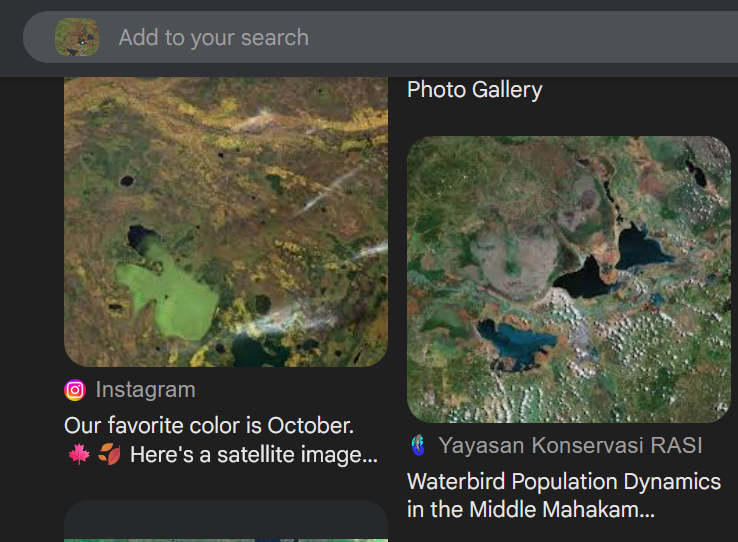 Add to your search
Photo Gallery
Instagram
Our favorite color is October.
🍁 🍂 Here's a satellite image...
Yayasan Konservasi RASI
Waterbird Population Dynamics
in the Middle Mahakam...